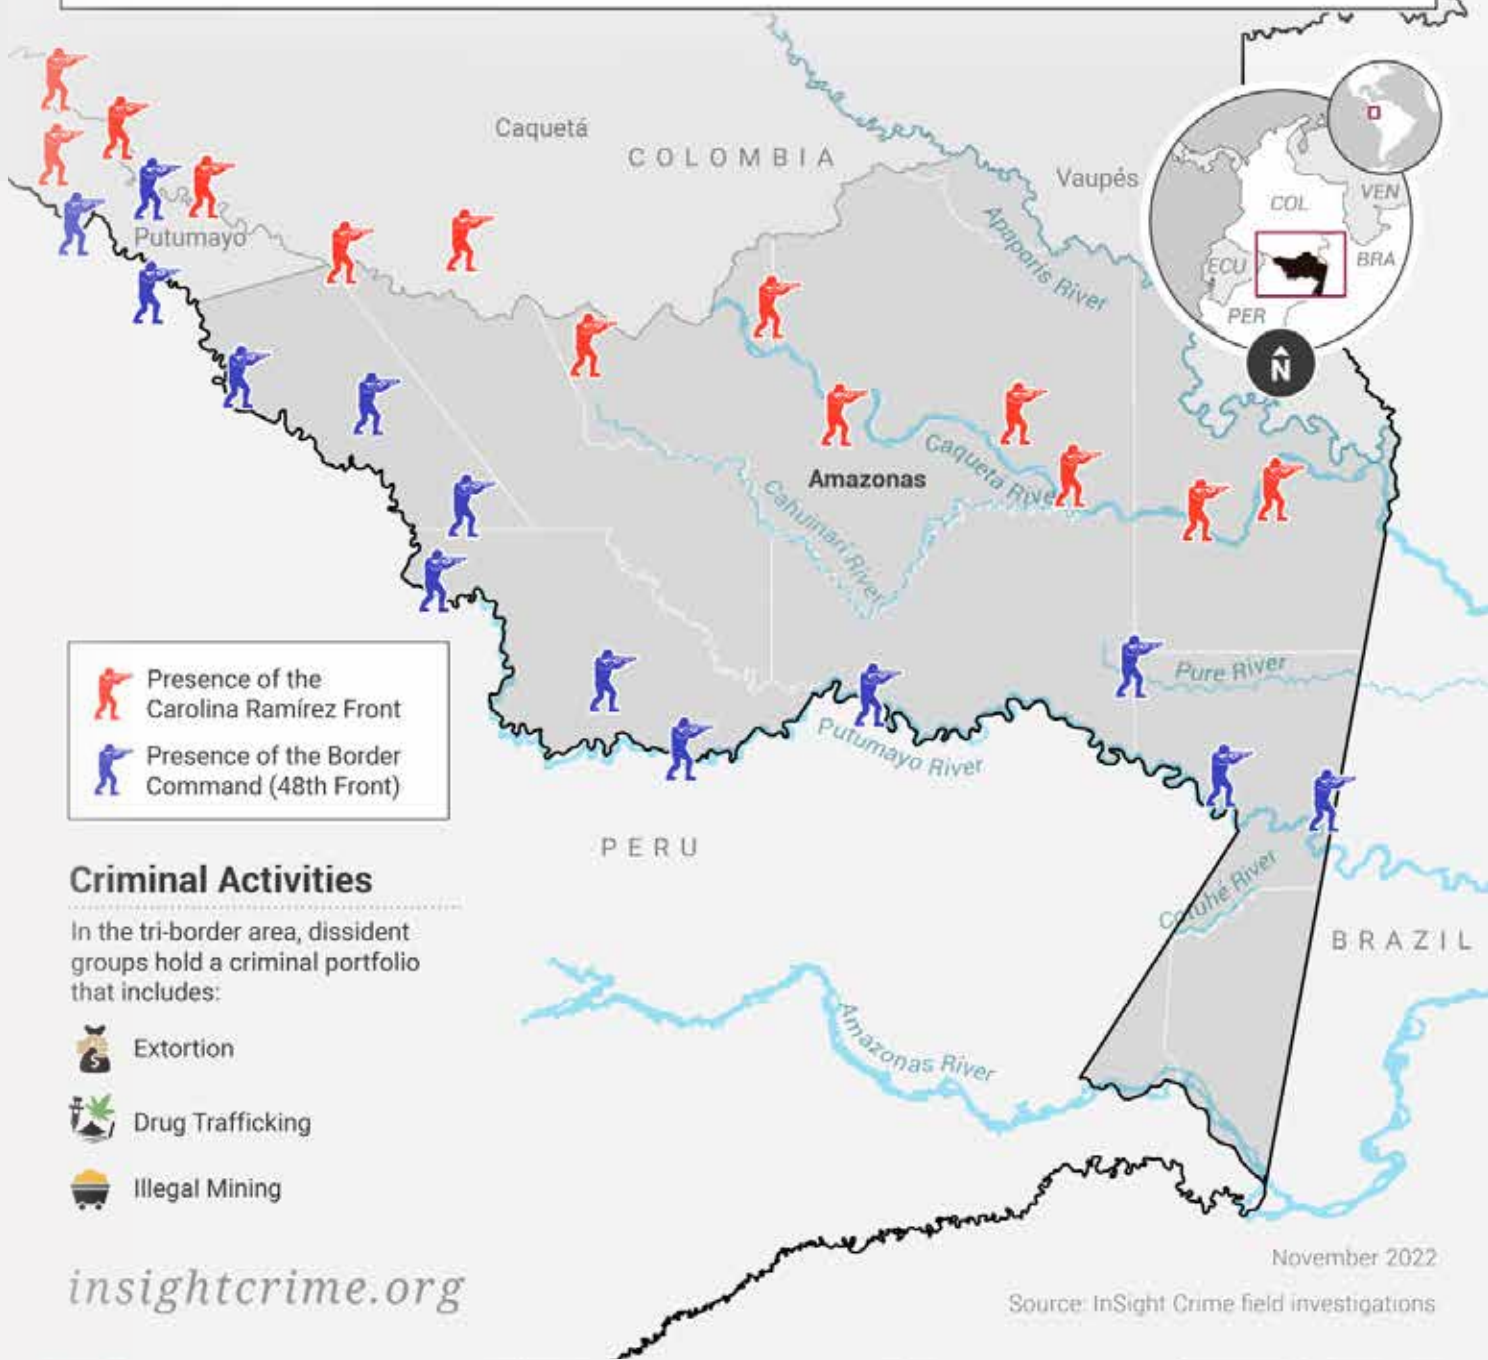 Caquetá
COLOMBIA
Vaupés
Putumayo
Apaporis River
COL
VEN
ECU
BRA
PER
N
Amazonas
Caqueta River
Cahuinarí River
Pure River
Putumayo River
Presence of the
Carolina Ramírez Front
Presence of the Border
Command (48th Front)
PERU
Cotuhé River
BRAZIL
Amazonas River
Criminal Activities
In the tri-border area, dissident
groups hold a criminal portfolio
that includes:
$
Extortion
Drug Trafficking
Illegal Mining
insightcrime.org
November 2022
Source: InSight Crime field investigations